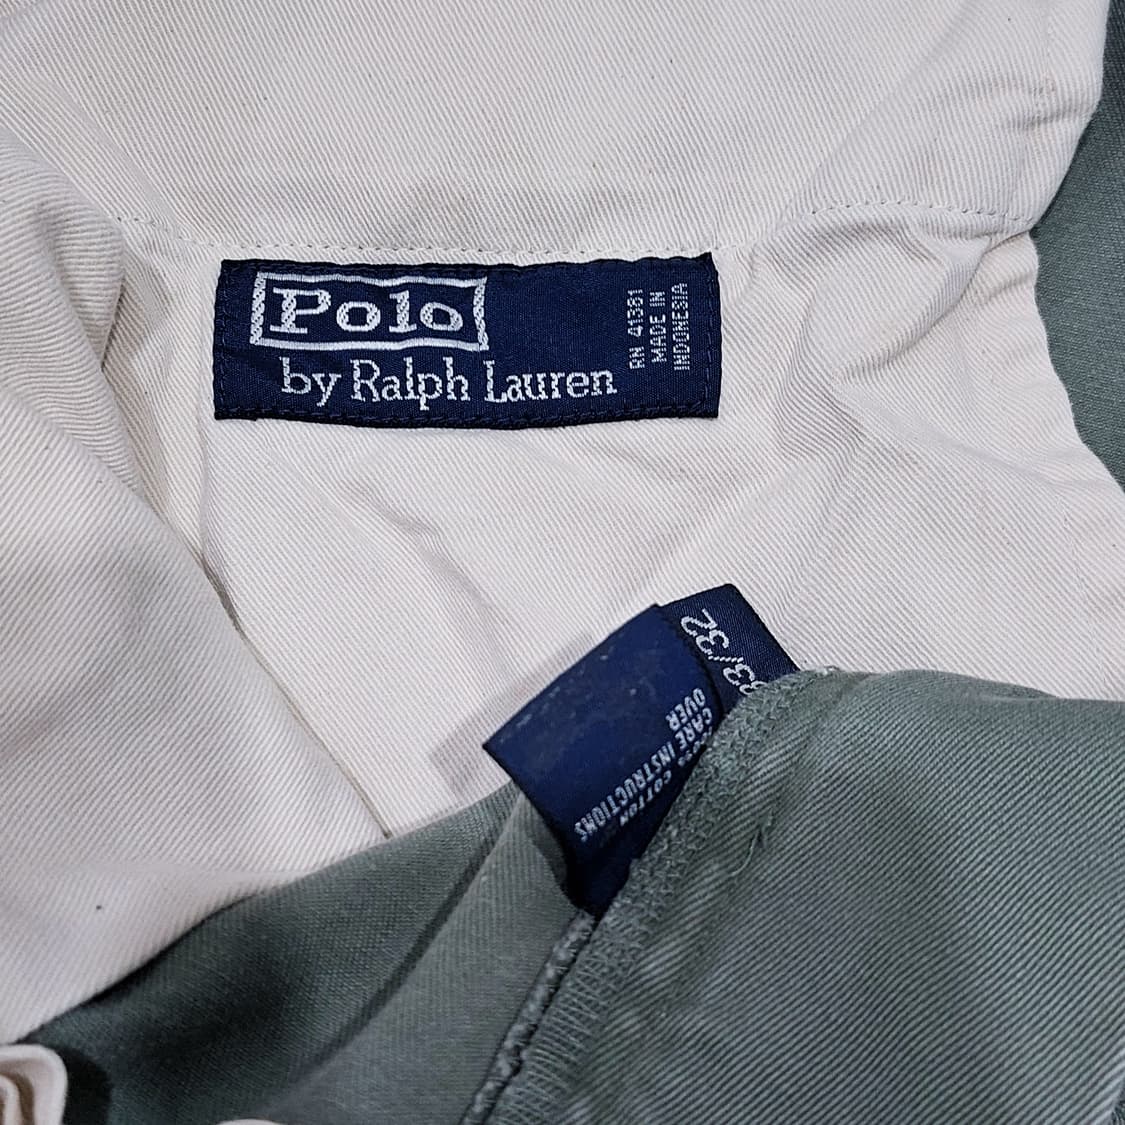 Polo
by Ralph Lauren
RN 41381
MADE IN
INDONESIA
33/32
COTTON
CARE INSTRUCTIONS
OVER